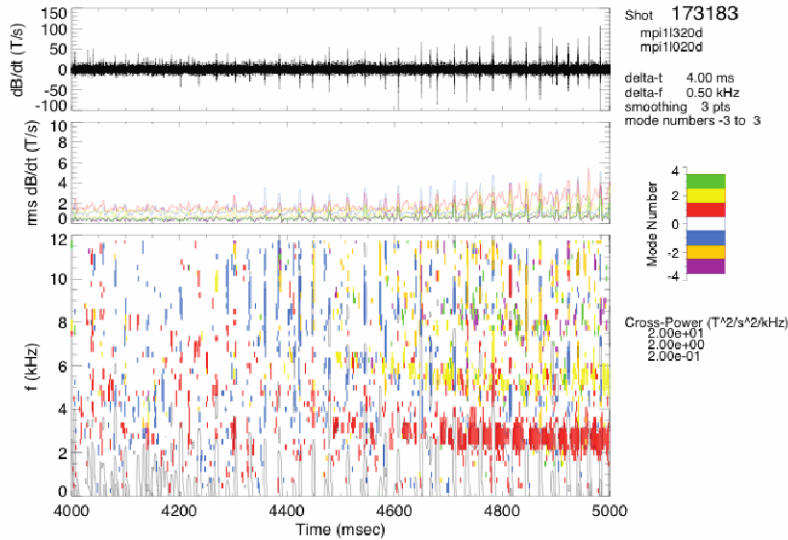 150
100
50
0
-50
-100
dB/dt (T/s)
10
8
6
4
2
0
rms dB/dt (T/s)
12
10
8
6
4
2
0
f (kHz)
4000 4200 4400 4600 4800 5000
Time (msec)
Shot 173183
mpi1l320d
mpi1l020d
delta-t 4.00 ms
delta-f 0.50 kHz
smoothing 3 pts
mode numbers -3 to 3
4
2
0
-2
-4
Mode Number
Cross-Power (T^2/s^2/kHz)
2.00e+01
2.00e+00
2.00e-01